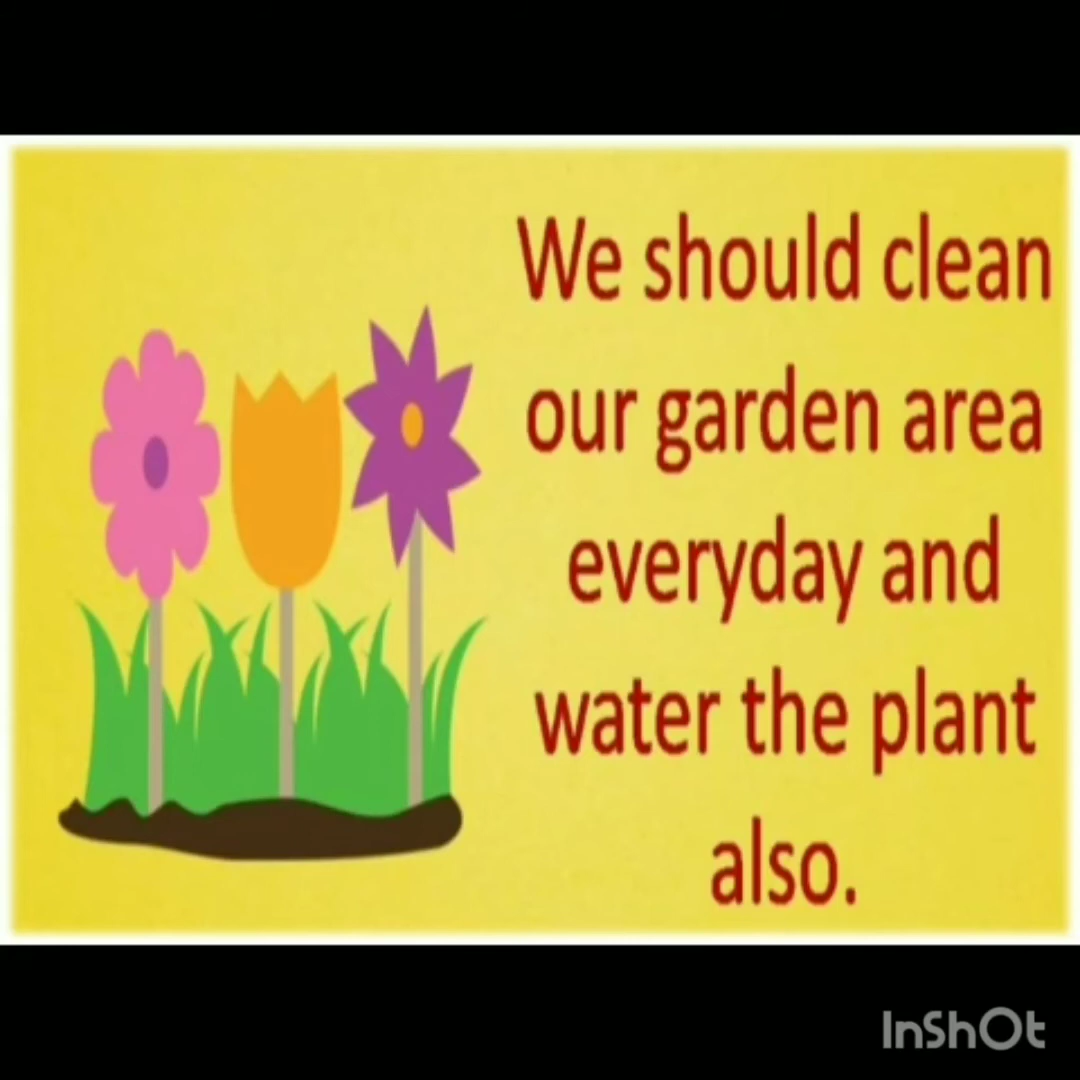 We should clean
our garden area
everyday and
water the plant
also.
InShOt